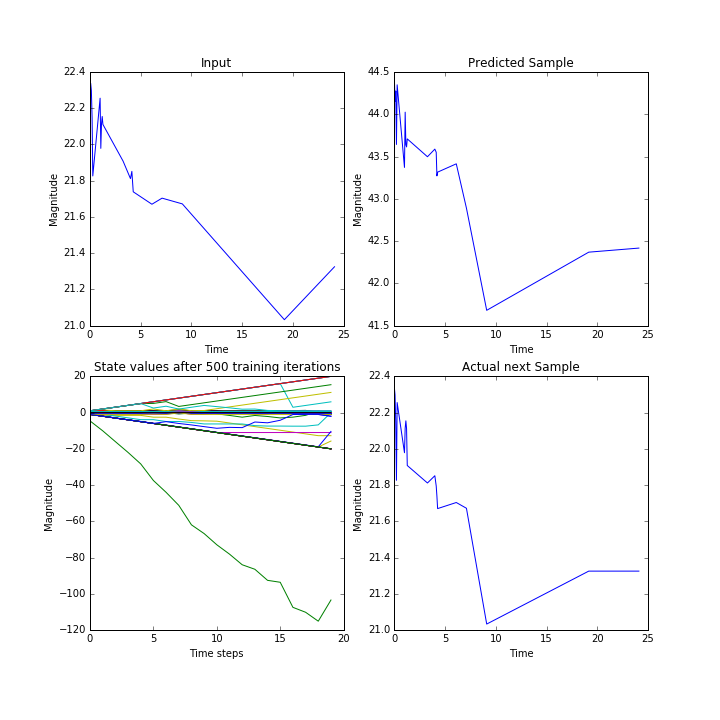 Input
Magnitude
22.4
22.2
22.0
21.8
21.6
21.4
21.2
21.0
0 5 10 15 20 25
Time
Predicted Sample
Magnitude
44.5
44.0
43.5
43.0
42.5
42.0
41.5
0 5 10 15 20 25
Time
State values after 500 training iterations
Magnitude
20
0
−20
−40
−60
−80
−100
−120
0 5 10 15 20
Time steps
Actual next Sample
Magnitude
22.4
22.2
22.0
21.8
21.6
21.4
21.2
21.0
0 5 10 15 20 25
Time